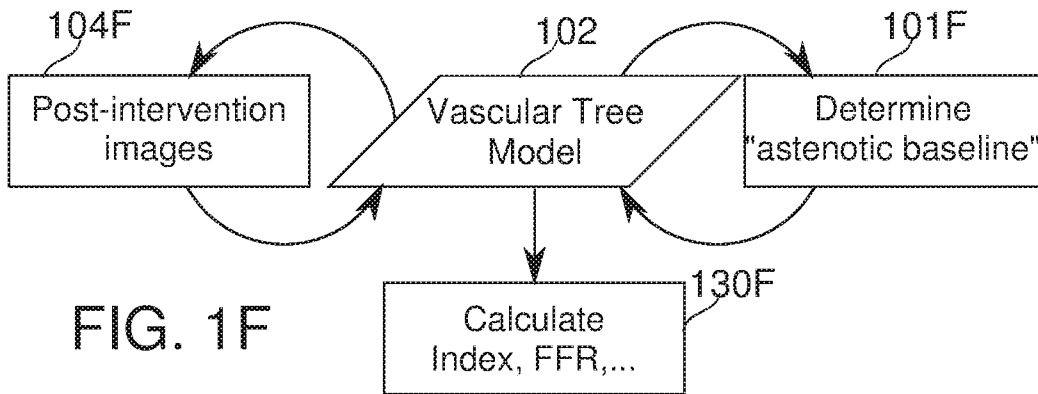 104F
Post-intervention
images
102
Vascular Tree
Model
101F
Determine
"astenotic baseline"
130F
Calculate
Index, FFR,...
FIG. 1F